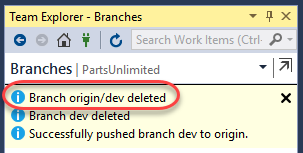 Team Explorer - Branches
Search Work Items (Ctrl+
Branches | PartsUnlimited
Branch origin/dev deleted
Branch dev deleted
Successfully pushed branch dev to origin.